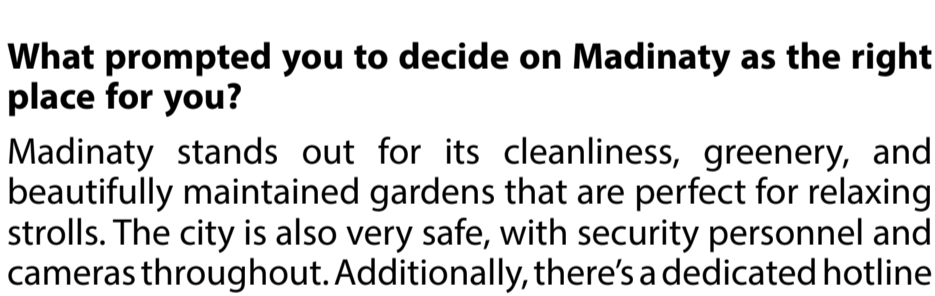 What prompted you to decide on Madinaty as the right
place for you?
Madinaty stands out for its cleanliness, greenery, and
beautifully maintained gardens that are perfect for relaxing
strolls. The city is also very safe, with security personnel and
cameras throughout. Additionally, there’s a dedicated hotline